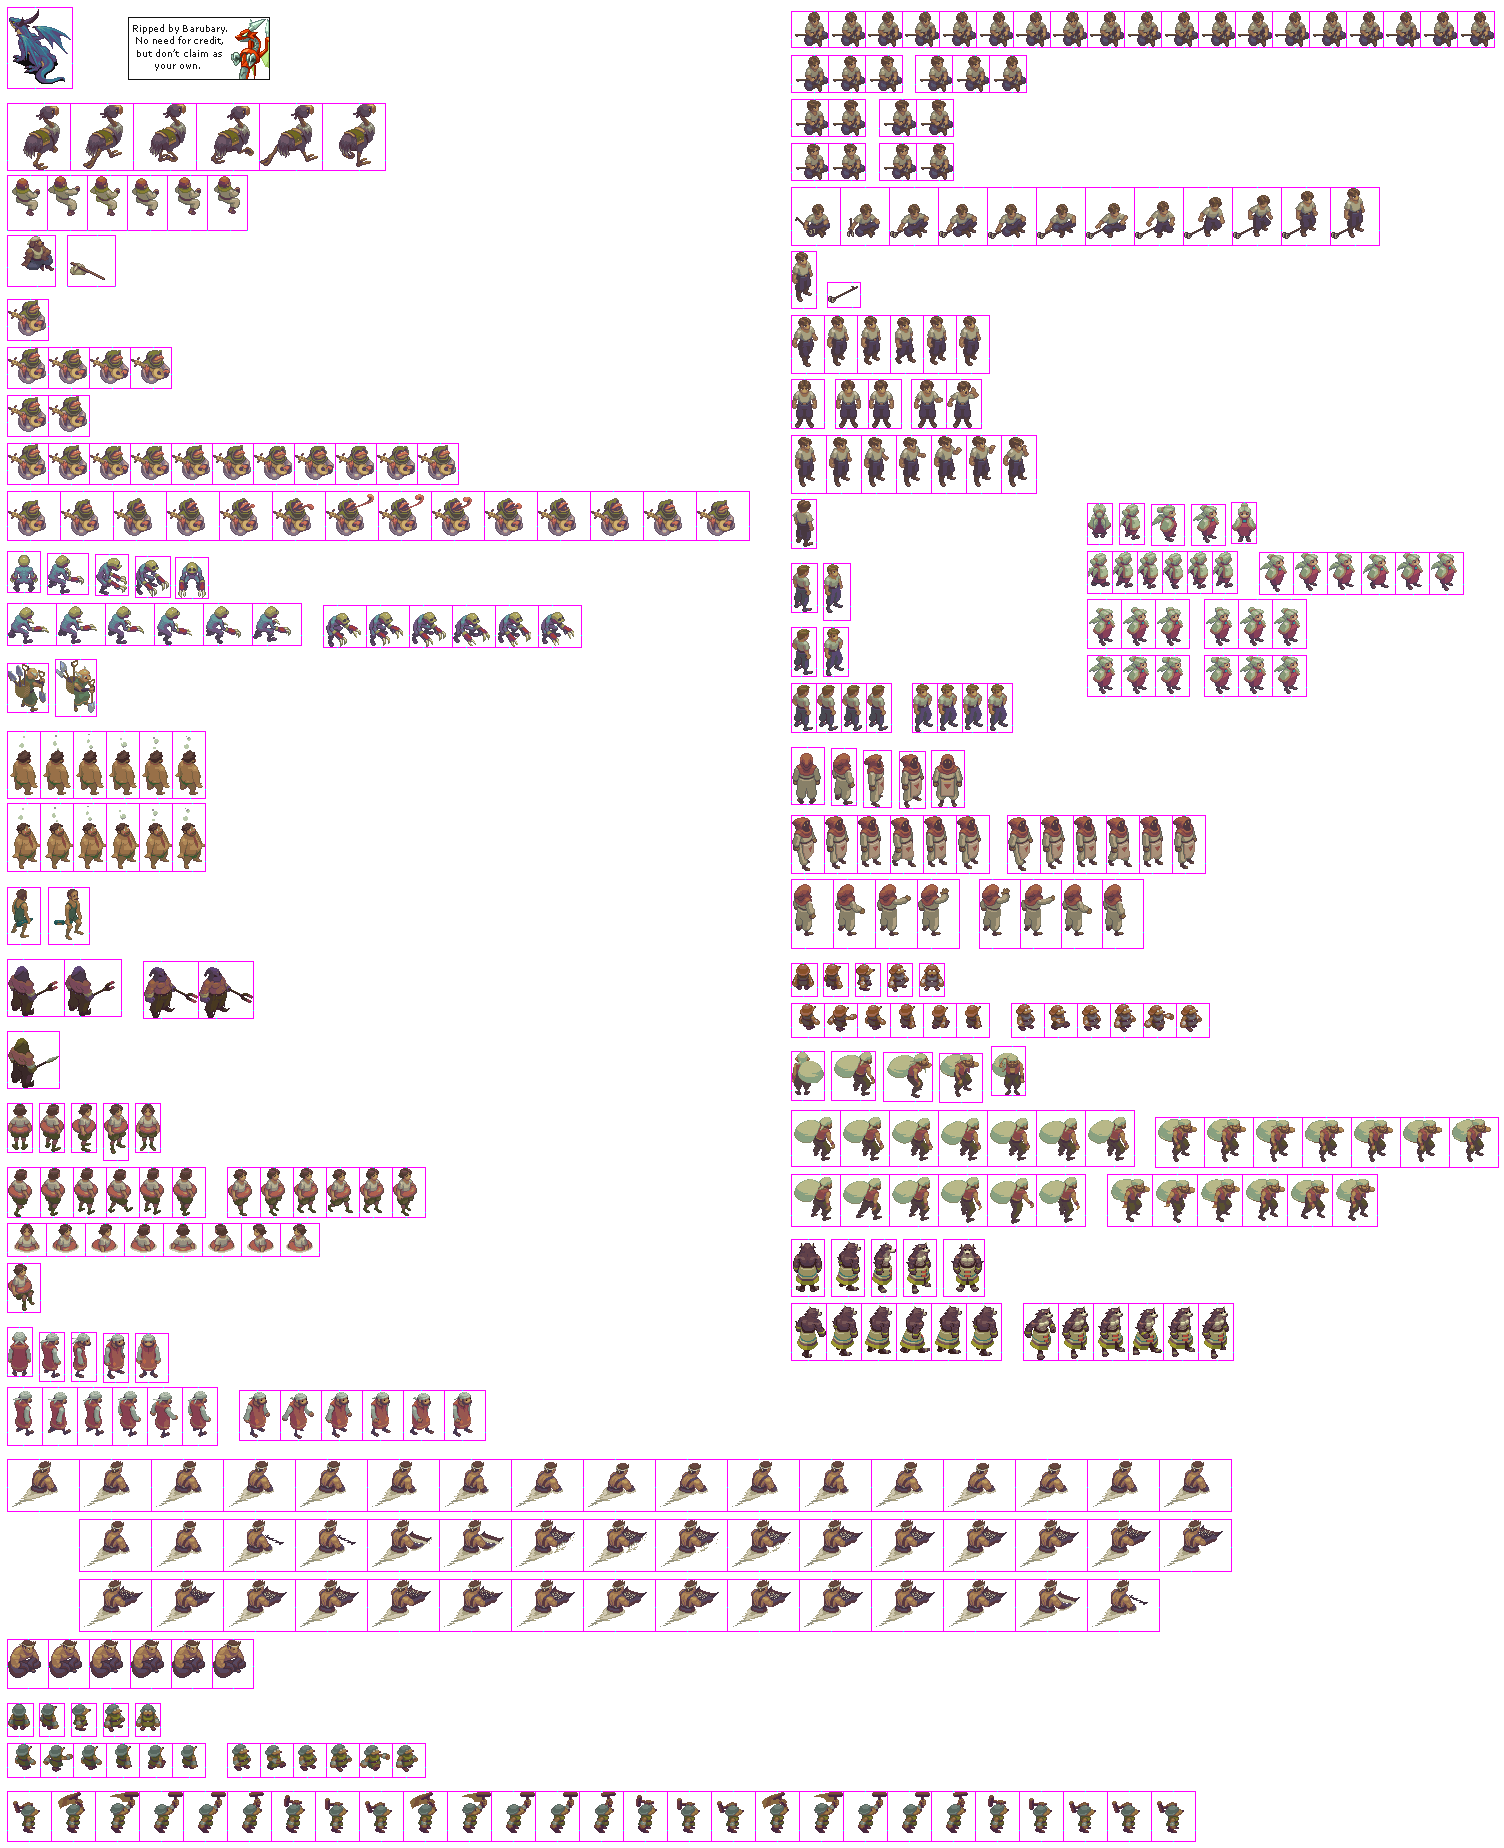 Ripped by Barubary.
No need for credit,
but don't claim as
your own.